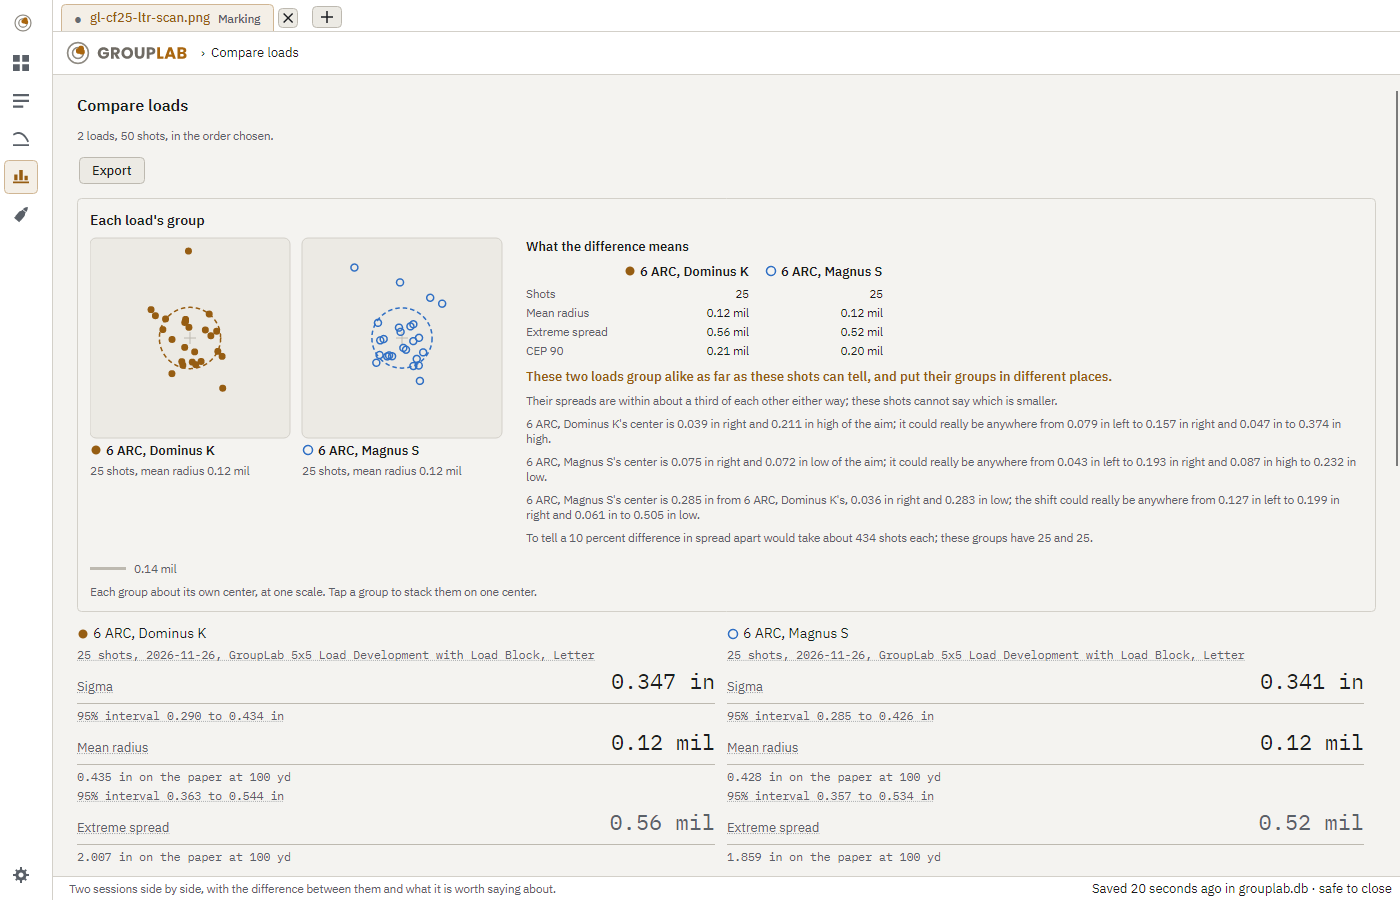 gl-cf25-ltr-scan.png Marking
GROUPLAB › Compare loads
Compare loads
2 loads, 50 shots, in the order chosen.
Export
Each load's group
6 ARC, Dominus K
25 shots, mean radius 0.12 mil
6 ARC, Magnus S
25 shots, mean radius 0.12 mil
What the difference means
6 ARC, Dominus K 6 ARC, Magnus S
Shots 25 25
Mean radius 0.12 mil 0.12 mil
Extreme spread 0.56 mil 0.52 mil
CEP 90 0.21 mil 0.20 mil
These two loads group alike as far as these shots can tell, and put their groups in different places.
Their spreads are within about a third of each other either way; these shots cannot say which is smaller.
6 ARC, Dominus K's center is 0.039 in right and 0.211 in high of the aim; it could really be anywhere from 0.079 in left to 0.157 in right and 0.047 in to 0.374 in
high.
6 ARC, Magnus S's center is 0.075 in right and 0.072 in low of the aim; it could really be anywhere from 0.043 in left to 0.193 in right and 0.087 in high to 0.232 in
low.
6 ARC, Magnus S's center is 0.285 in from 6 ARC, Dominus K's, 0.036 in right and 0.283 in low; the shift could really be anywhere from 0.127 in left to 0.199 in
right and 0.061 in to 0.505 in low.
To tell a 10 percent difference in spread apart would take about 434 shots each; these groups have 25 and 25.
0.14 mil
Each group about its own center, at one scale. Tap a group to stack them on one center.
6 ARC, Dominus K
25 shots, 2026-11-26, GroupLab 5x5 Load Development with Load Block, Letter
Sigma 0.347 in
95% interval 0.290 to 0.434 in
Mean radius 0.12 mil
0.435 in on the paper at 100 yd
95% interval 0.363 to 0.544 in
Extreme spread 0.56 mil
2.007 in on the paper at 100 yd
6 ARC, Magnus S
25 shots, 2026-11-26, GroupLab 5x5 Load Development with Load Block, Letter
Sigma 0.341 in
95% interval 0.285 to 0.426 in
Mean radius 0.12 mil
0.428 in on the paper at 100 yd
95% interval 0.357 to 0.534 in
Extreme spread 0.52 mil
1.859 in on the paper at 100 yd
Two sessions side by side, with the difference between them and what it is worth saying about.
Saved 20 seconds ago in grouplab.db · safe to close